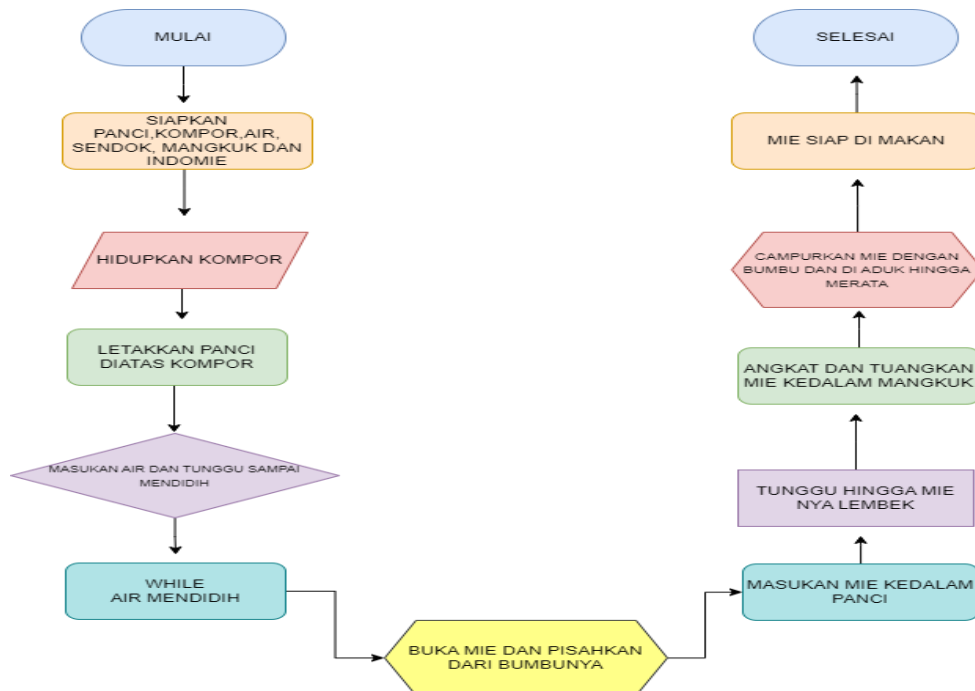 MULAI
SIAPKAN
PANCI,KOMPOR,AIR,
SENDOK, MANGKUK DAN
INDOMIE
HIDUPKAN KOMPOR
LETAKKAN PANCI
DIATAS KOMPOR
MASUKAN AIR DAN TUNGGU SAMPAI
MENDIDIH
WHILE
AIR MENDIDIH
BUKA MIE DAN PISAHKAN
DARI BUMBUNYA
MASUKAN MIE KEDALAM
PANCI
TUNGGU HINGGA MIE
NYA LEMBEK
ANGKAT DAN TUANGKAN
MIE KEDALAM MANGKUK
CAMPURKAN MIE DENGAN
BUMBU DAN DI ADUK HINGGA
MERATA
MIE SIAP DI MAKAN
SELESAI